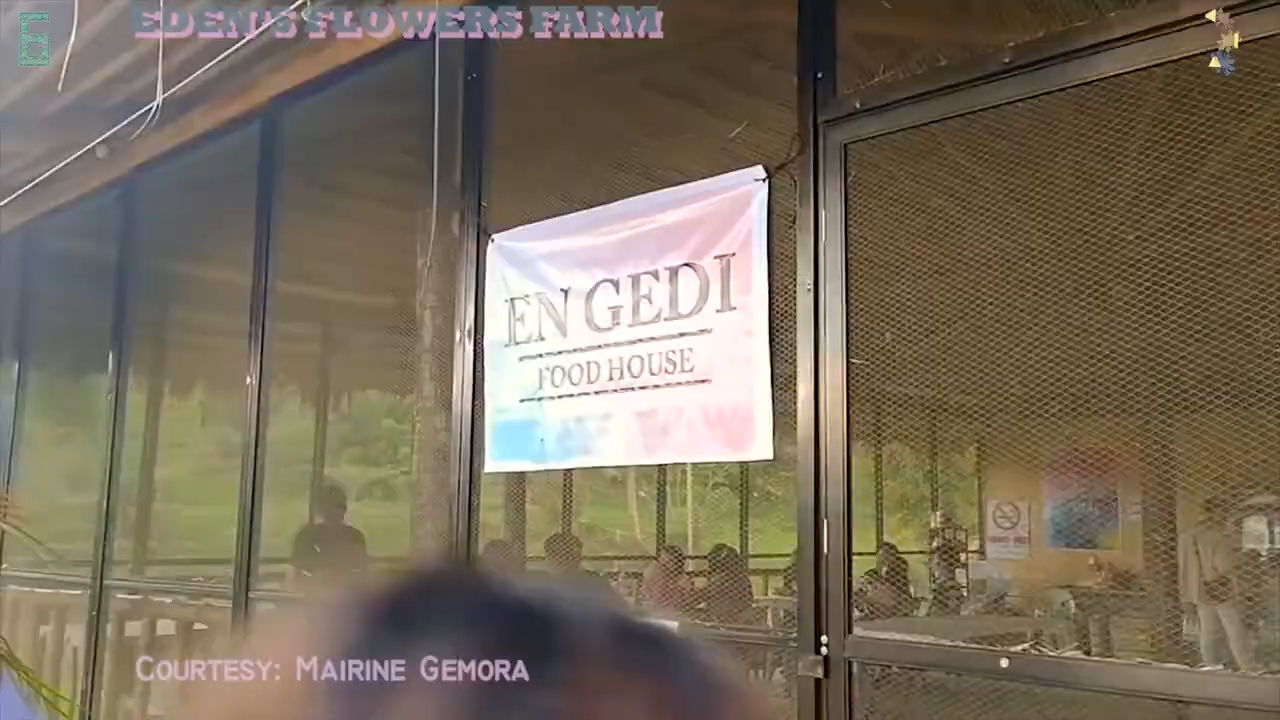 EDEN'S FLOWERS FARM
EN GEDI
FOOD HOUSE
COURTESY: MAIRINE GEMORA